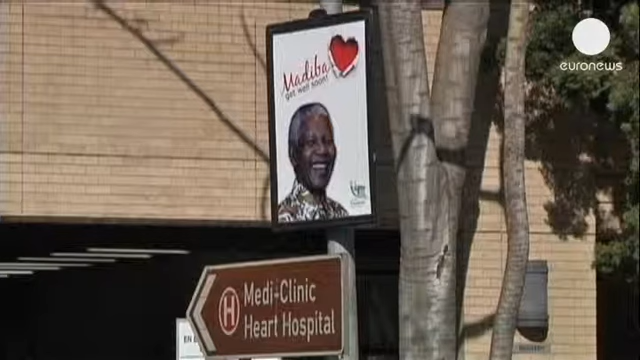 euronews
Madiba
get well soon!
H
Medi-Clinic
Heart Hospital